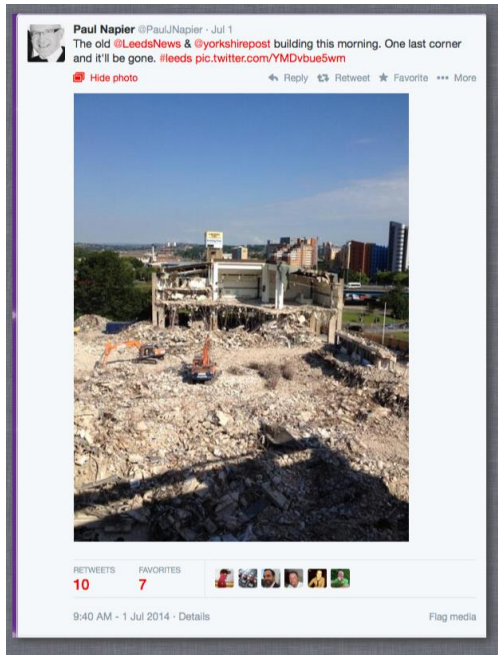 Paul Napier @PaulJNapier · Jul 1
The old @LeedsNews & @yorkshirepost building this morning. One last corner
and it'll be gone. #leeds pic.twitter.com/YMDvbue5wm
Hide photo Reply Retweet Favorite More
RETWEETS FAVORITES
10 7
9:40 AM - 1 Jul 2014 · Details Flag media